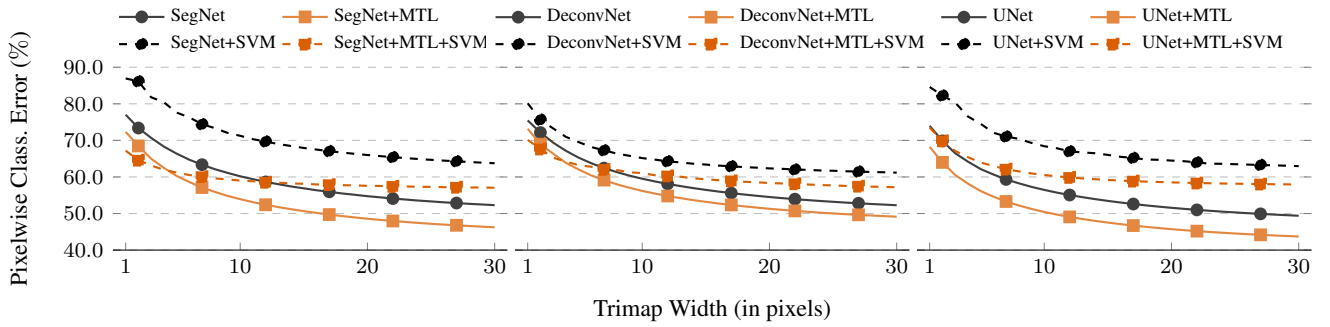 SegNet SegNet+MTL DeconvNet DeconvNet+MTL UNet UNet+MTL
SegNet+SVM SegNet+MTL+SVM DeconvNet+SVM DeconvNet+MTL+SVM UNet+SVM UNet+MTL+SVM
Pixelwise Class. Error (%)
90.0
80.0
70.0
60.0
50.0
40.0
1 10 20 30 1 10 20 30 1 10 20 30
Trimap Width (in pixels)